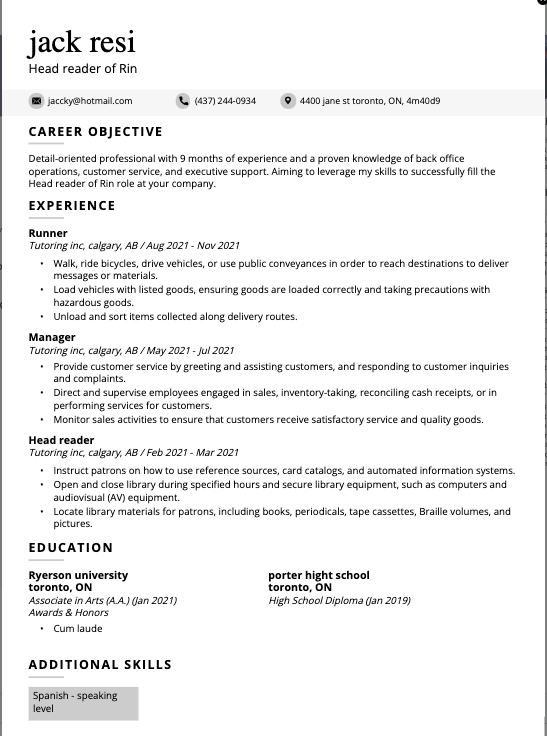 jack resi
Head reader of Rin
jaccky@hotmail.com (437) 244-0934 4400 jane st toronto, ON, 4m40d9
CAREER OBJECTIVE
Detail-oriented professional with 9 months of experience and a proven knowledge of back office
operations, customer service, and executive support. Aiming to leverage my skills to successfully fill the
Head reader of Rin role at your company.
EXPERIENCE
Runner
Tutoring inc, calgary, AB / Aug 2021 - Nov 2021
• Walk, ride bicycles, drive vehicles, or use public conveyances in order to reach destinations to deliver
messages or materials.
• Load vehicles with listed goods, ensuring goods are loaded correctly and taking precautions with
hazardous goods.
• Unload and sort items collected along delivery routes.
Manager
Tutoring inc, calgary, AB / May 2021 - Jul 2021
• Provide customer service by greeting and assisting customers, and responding to customer inquiries
and complaints.
• Direct and supervise employees engaged in sales, inventory-taking, reconciling cash receipts, or in
performing services for customers.
• Monitor sales activities to ensure that customers receive satisfactory service and quality goods.
Head reader
Tutoring inc, calgary, AB / Feb 2021 - Mar 2021
• Instruct patrons on how to use reference sources, card catalogs, and automated information systems.
• Open and close library during specified hours and secure library equipment, such as computers and
audiovisual (AV) equipment.
• Locate library materials for patrons, including books, periodicals, tape cassettes, Braille volumes, and
pictures.
EDUCATION
Ryerson university
toronto, ON
Associate in Arts (A.A.) (Jan 2021)
Awards & Honors
• Cum laude
porter hight school
toronto, ON
High School Diploma (Jan 2019)
ADDITIONAL SKILLS
Spanish - speaking
level